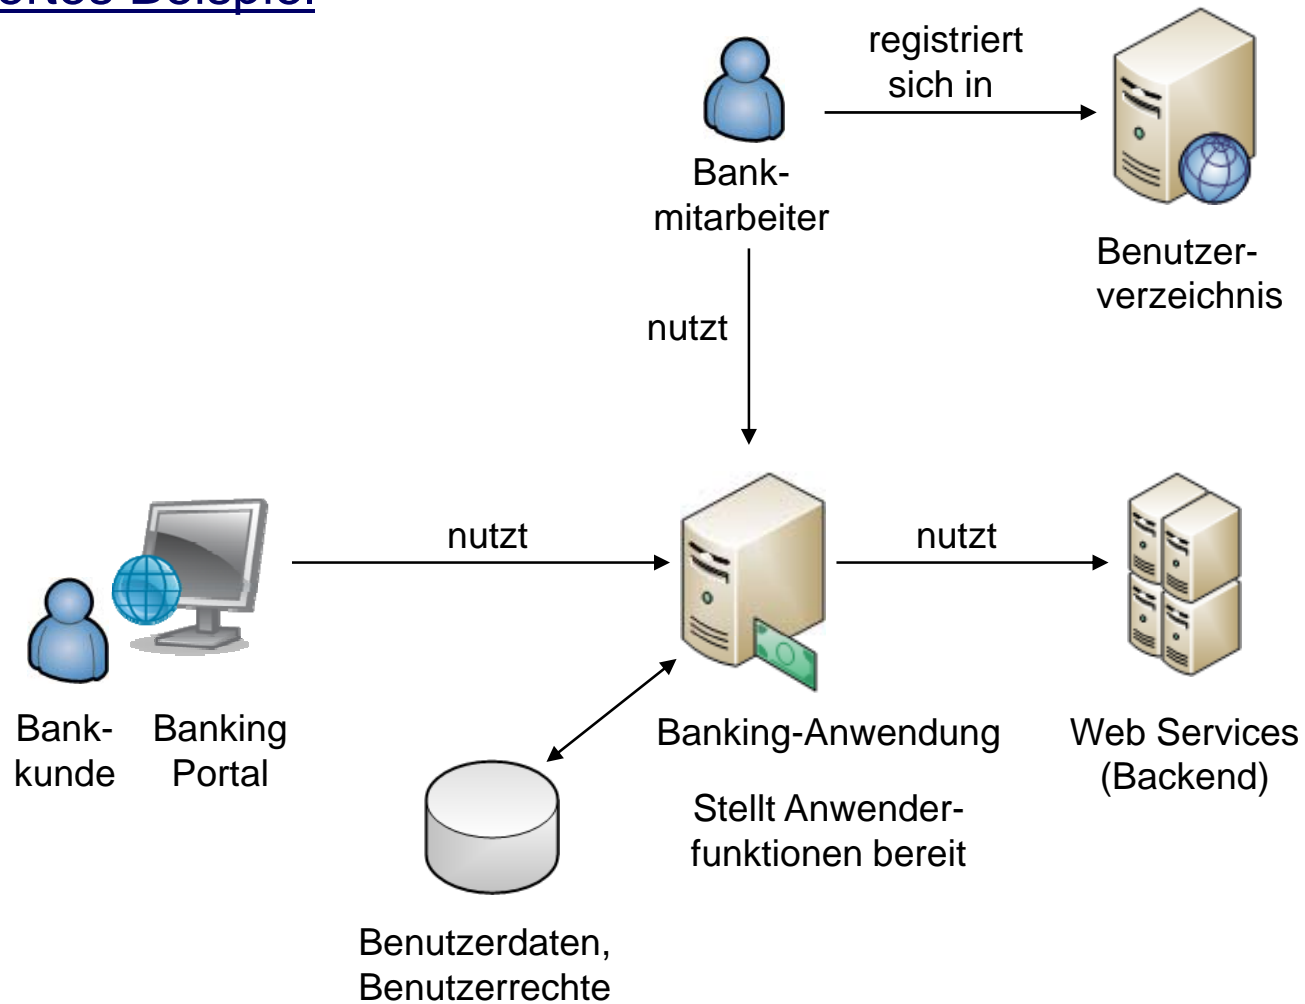 registriert
sich in
Bank-
mitarbeiter
Benutzer-
verzeichnis
nutzt
nutzt
nutzt
Bank-
kunde
Banking
Portal
Banking-Anwendung
Stellt Anwender-
funktionen bereit
Web Services
(Backend)
Benutzerdaten,
Benutzerrechte